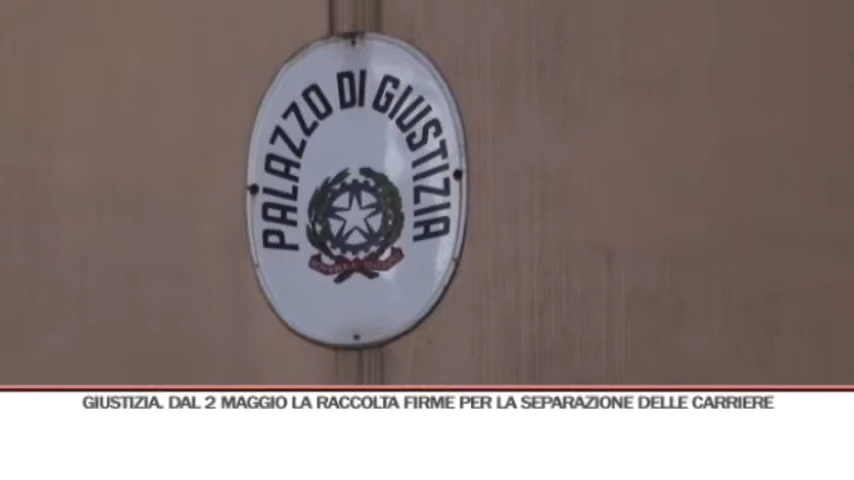 PALAZZO DI GIUSTIZIA
GIUSTIZIA. DAL 2 MAGGIO LA RACCOLTA FIRME PER LA SEPARAZIONE DELLE CARRIERE